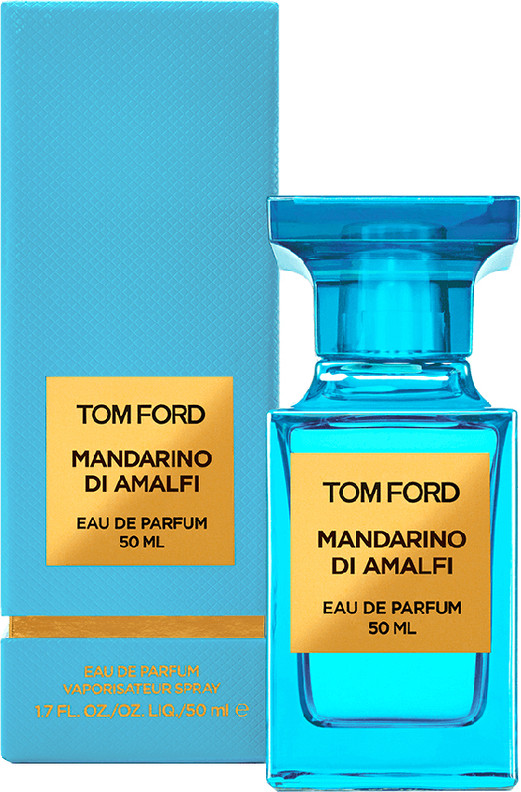 TOM FORD
MANDARINO
DI AMALFI
EAU DE PARFUM
50 ML
EAU DE PARFUM
VAPORISATEUR SPRAY
1.7 FL. OZ./OZ. LIQ./50 ml ℮
TOM FORD
MANDARINO
DI AMALFI
EAU DE PARFUM
50 ML